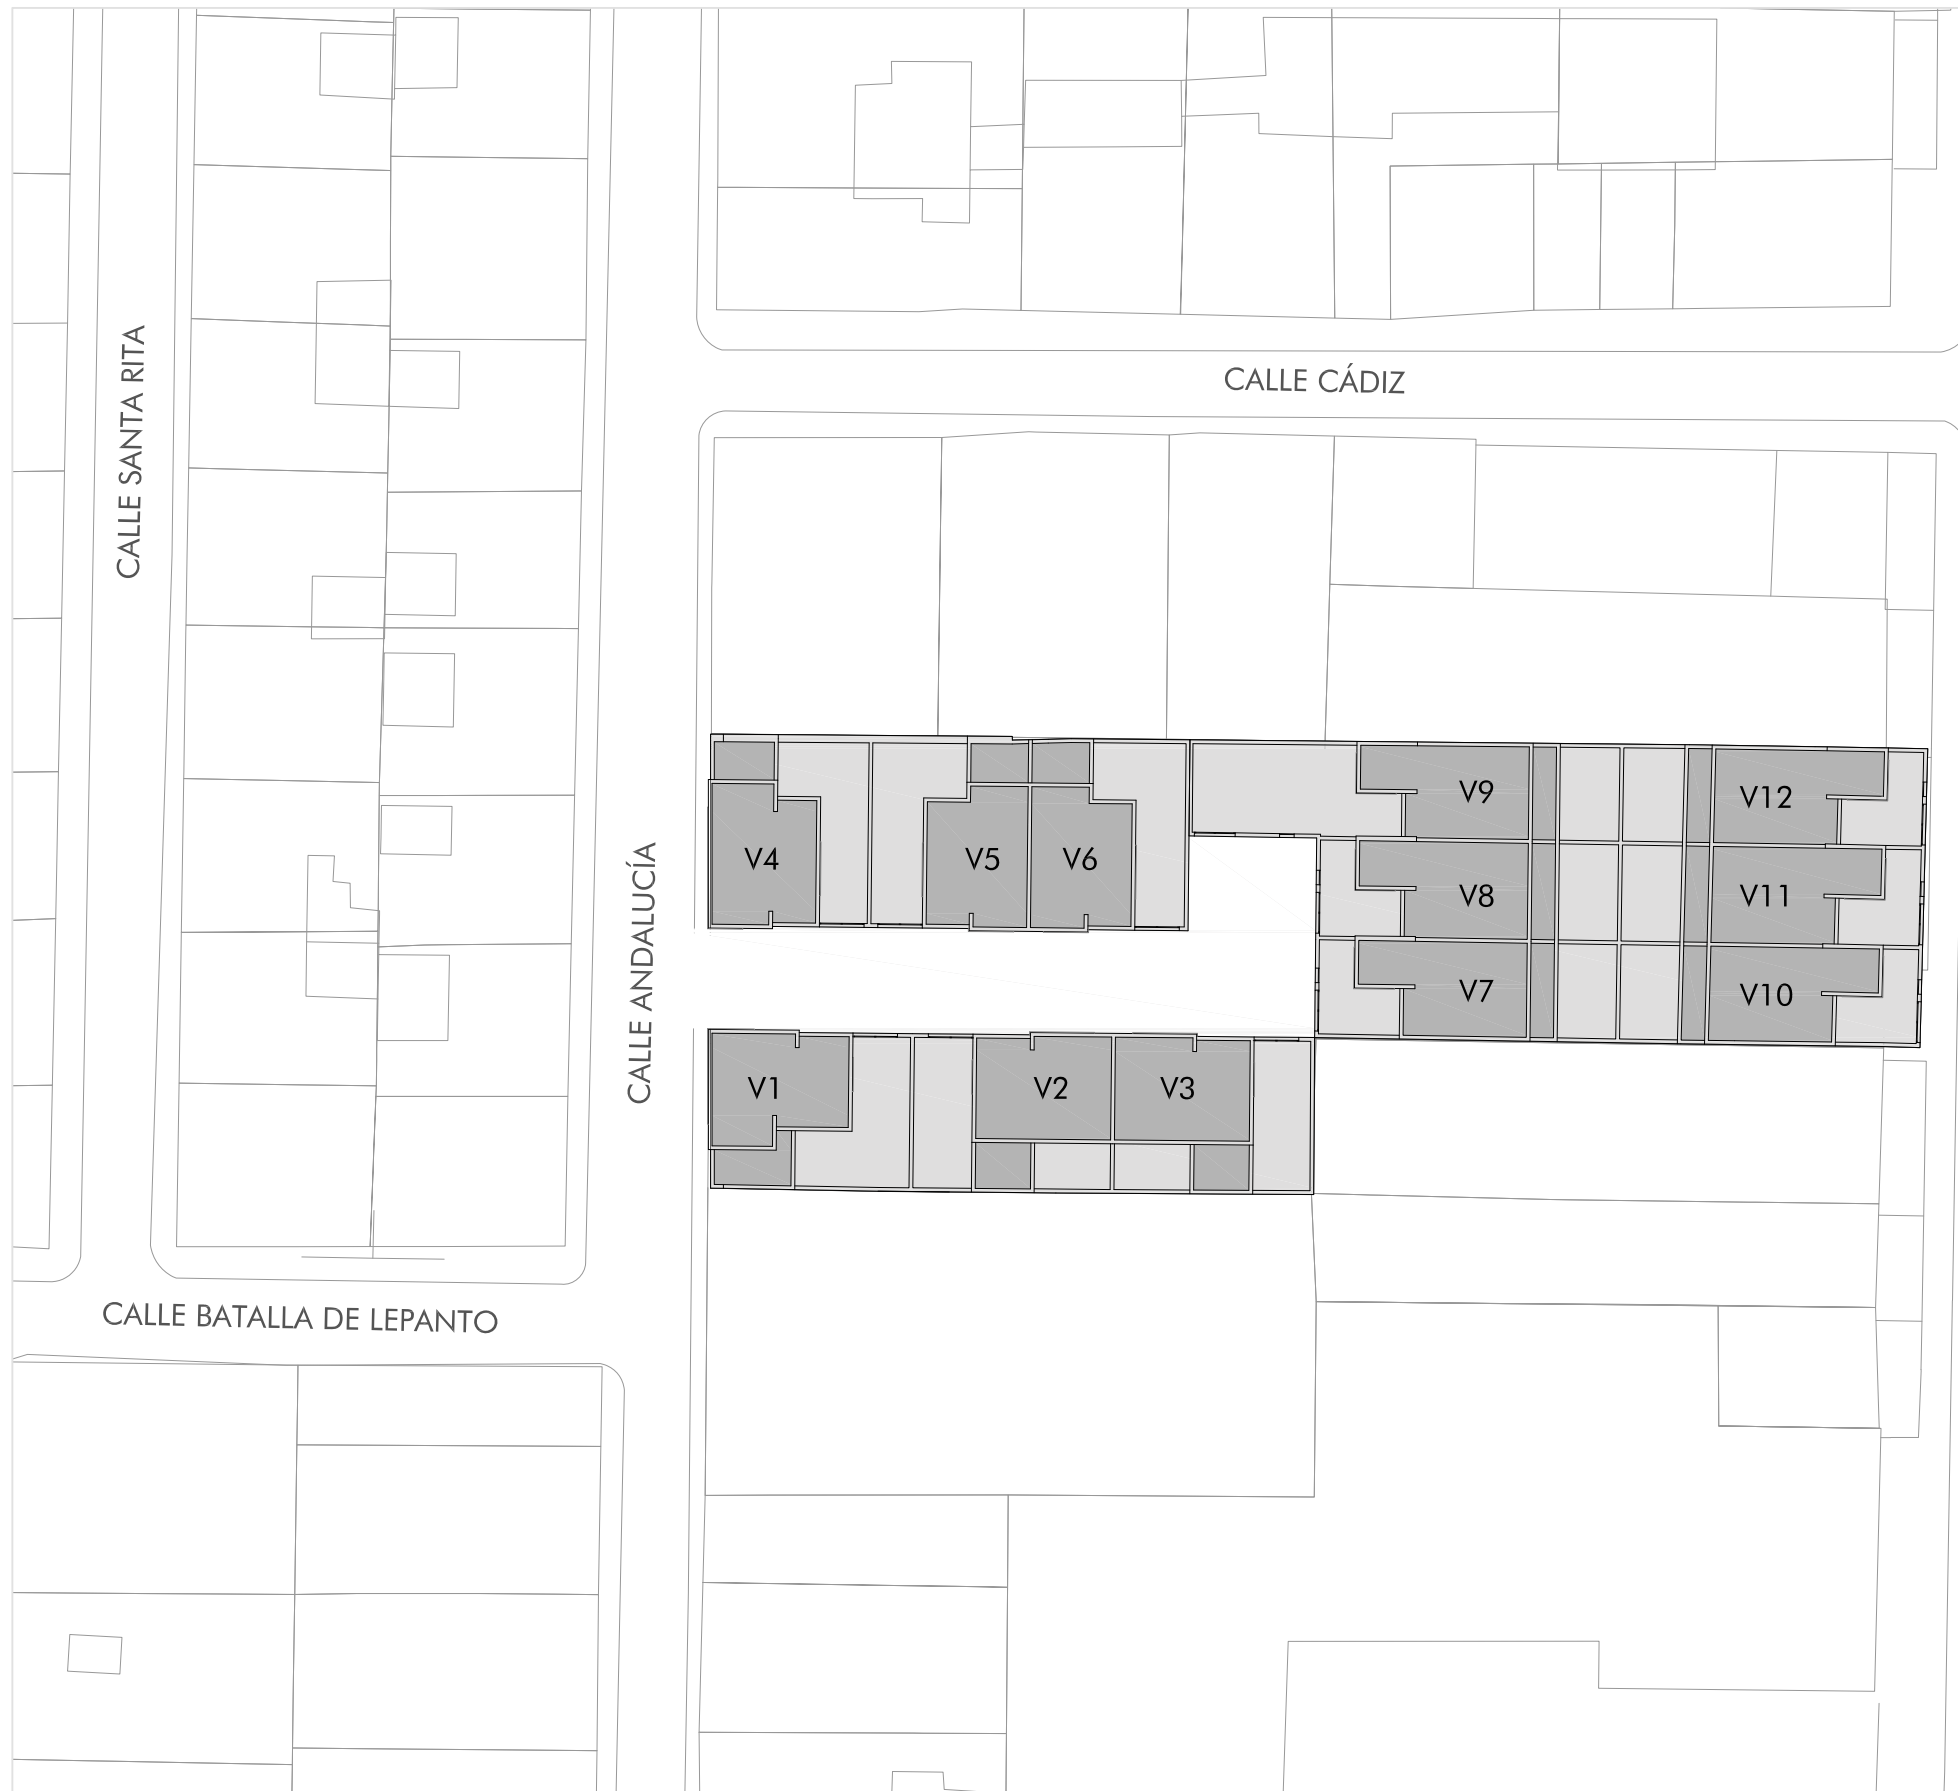 CALLE SANTA RITA
CALLE CÁDIZ
CALLE ANDALUCÍA
V9
V12
V4
V5
V6
V8
V11
V7
V10
V1
V2
V3
CALLE BATALLA DE LEPANTO